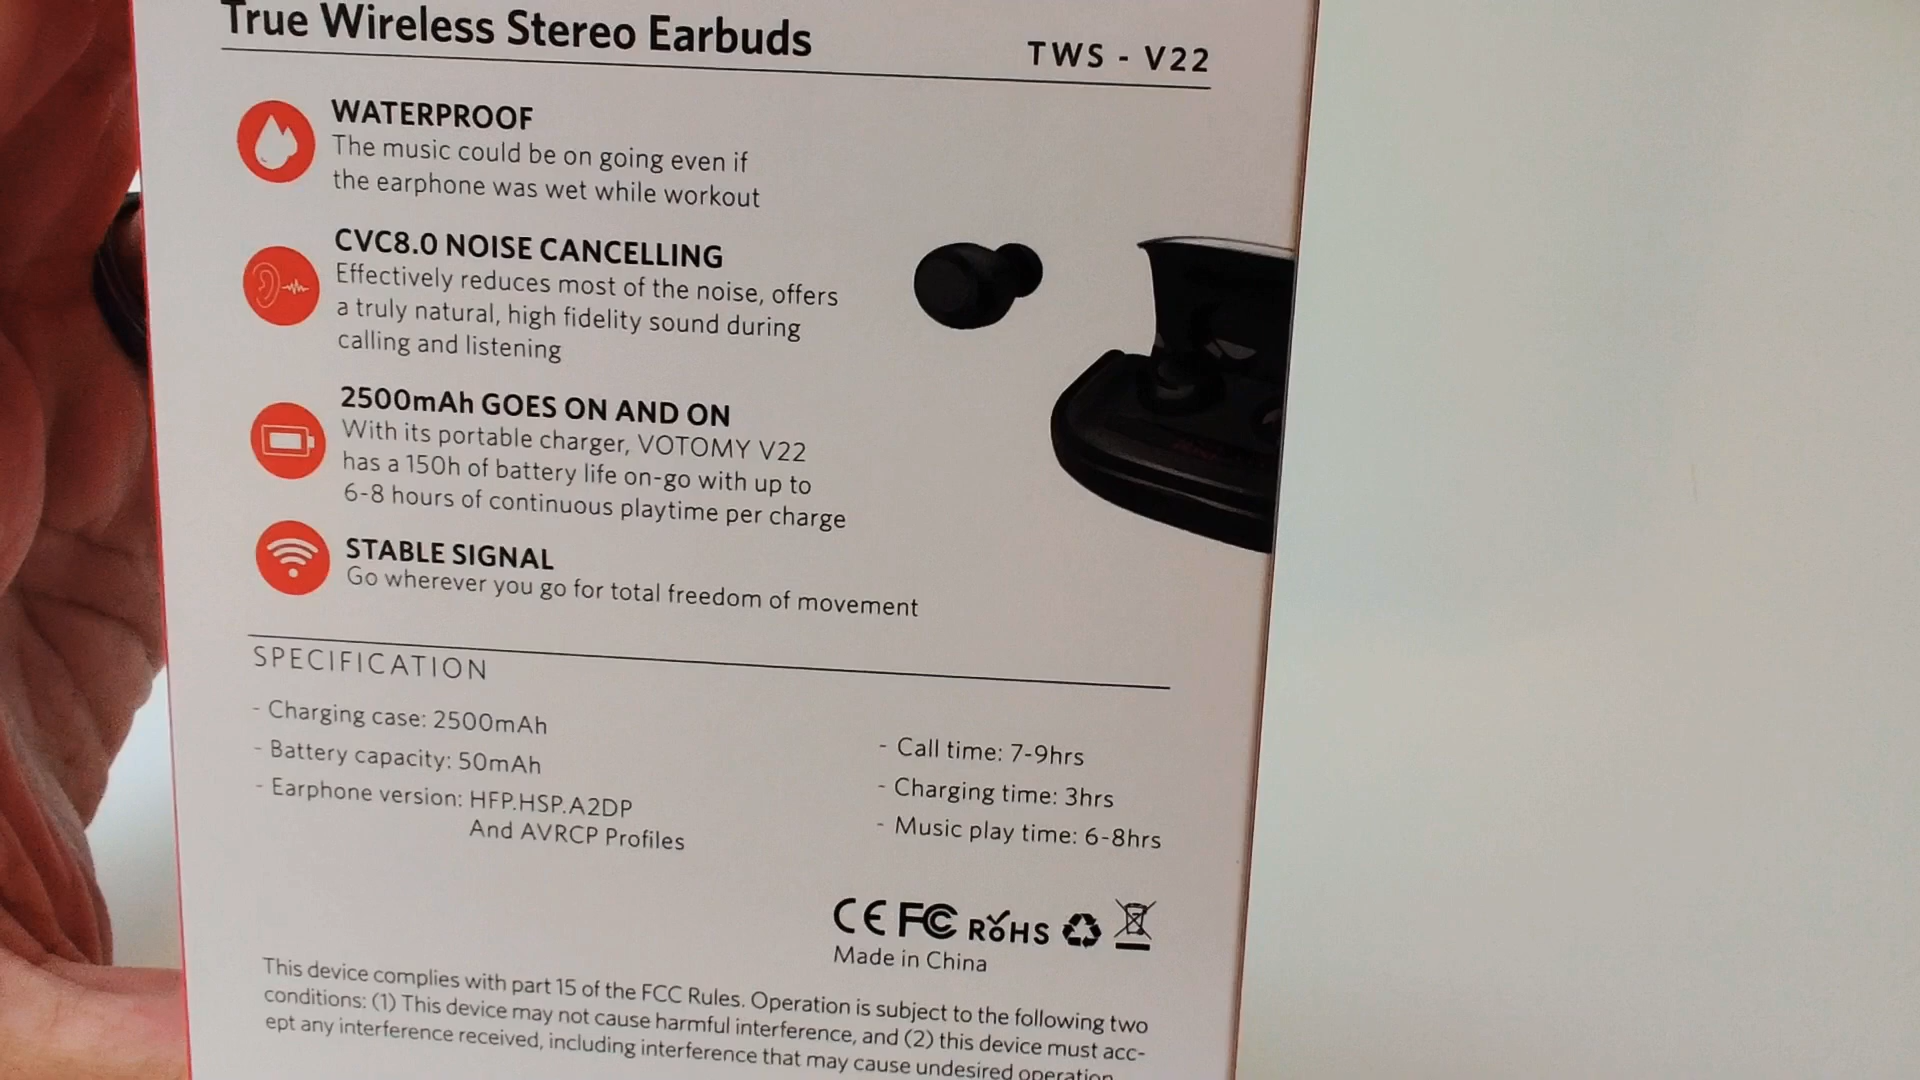 True Wireless Stereo Earbuds
TWS - V22
WATERPROOF
The music could be on going even if
the earphone was wet while workout
CVC8.0 NOISE CANCELLING
Effectively reduces most of the noise, offers
a truly natural, high fidelity sound during
calling and listening
2500mAh GOES ON AND ON
With its portable charger, VOTOMY V22
has a 150h of battery life on-go with up to
6-8 hours of continuous playtime per charge
STABLE SIGNAL
Go wherever you go for total freedom of movement
SPECIFICATION
- Charging case: 2500mAh
- Battery capacity: 50mAh
- Earphone version: HFP.HSP.A2DP
And AVRCP Profiles
- Call time: 7-9hrs
- Charging time: 3hrs
- Music play time: 6-8hrs
CE FC RoHS
Made in China
This device complies with part 15 of the FCC Rules. Operation is subject to the following two
conditions: (1) This device may not cause harmful interference, and (2) this device must acc-
ept any interference received, including interference that may cause undesired operation